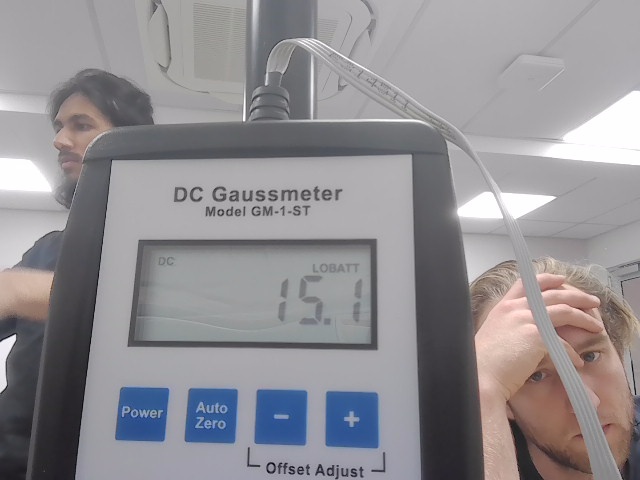 DC Gaussmeter
Model GM-1-ST
DC
LOBATT
15.1
Power
Auto
Zero
-
+
Offset Adjust